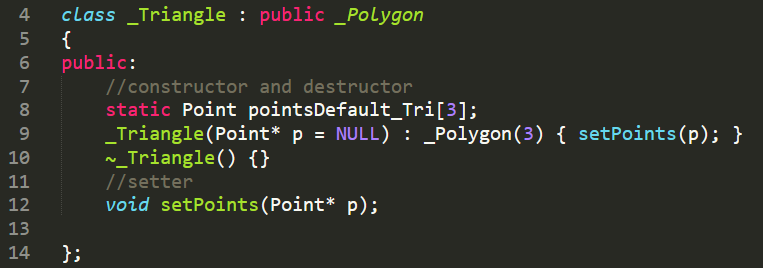 4 class _Triangle : public _Polygon
5 {
6 public:
7 //constructor and destructor
8 static Point pointsDefault_Tri[3];
9 _Triangle(Point* p = NULL) : _Polygon(3) { setPoints(p); }
10 ~_Triangle() {}
11 //setter
12 void setPoints(Point* p);
13
14 };